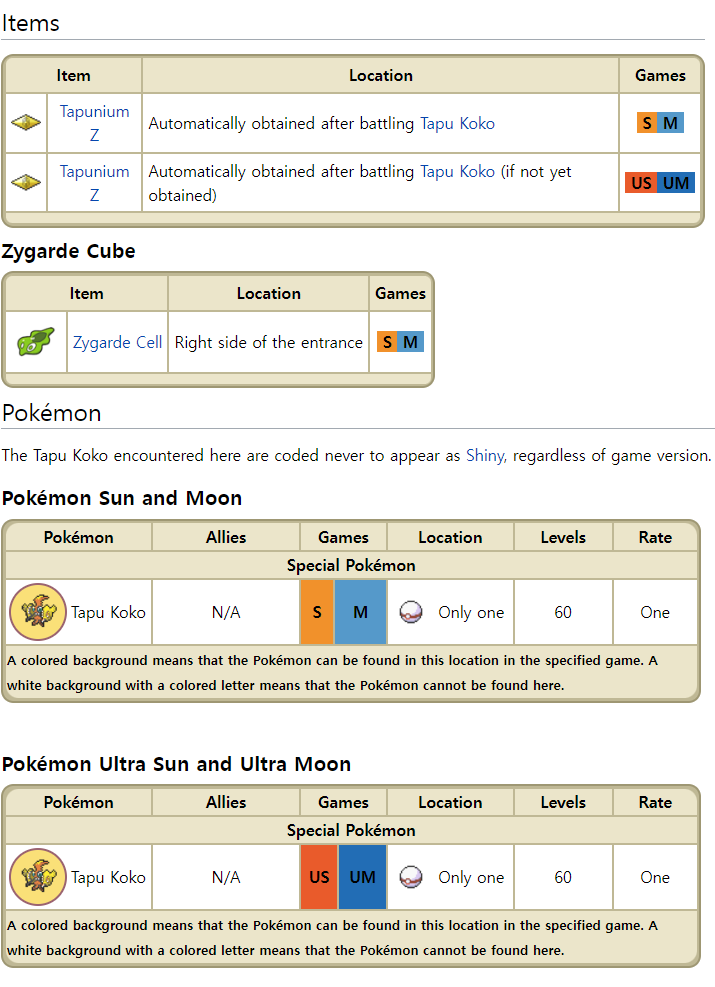 Items
Item Location Games
Tapunium Z Automatically obtained after battling Tapu Koko S M
Tapunium Z Automatically obtained after battling Tapu Koko (if not yet obtained) US UM
Zygarde Cube
Item Location Games
Zygarde Cell Right side of the entrance S M
Pokémon
The Tapu Koko encountered here are coded never to appear as Shiny, regardless of game version.
Pokémon Sun and Moon
Pokémon Allies Games Location Levels Rate
Special Pokémon
Tapu Koko N/A S M Only one 60 One
A colored background means that the Pokémon can be found in this location in the specified game. A
white background with a colored letter means that the Pokémon cannot be found here.
Pokémon Ultra Sun and Ultra Moon
Pokémon Allies Games Location Levels Rate
Special Pokémon
Tapu Koko N/A US UM Only one 60 One
A colored background means that the Pokémon can be found in this location in the specified game. A
white background with a colored letter means that the Pokémon cannot be found here.